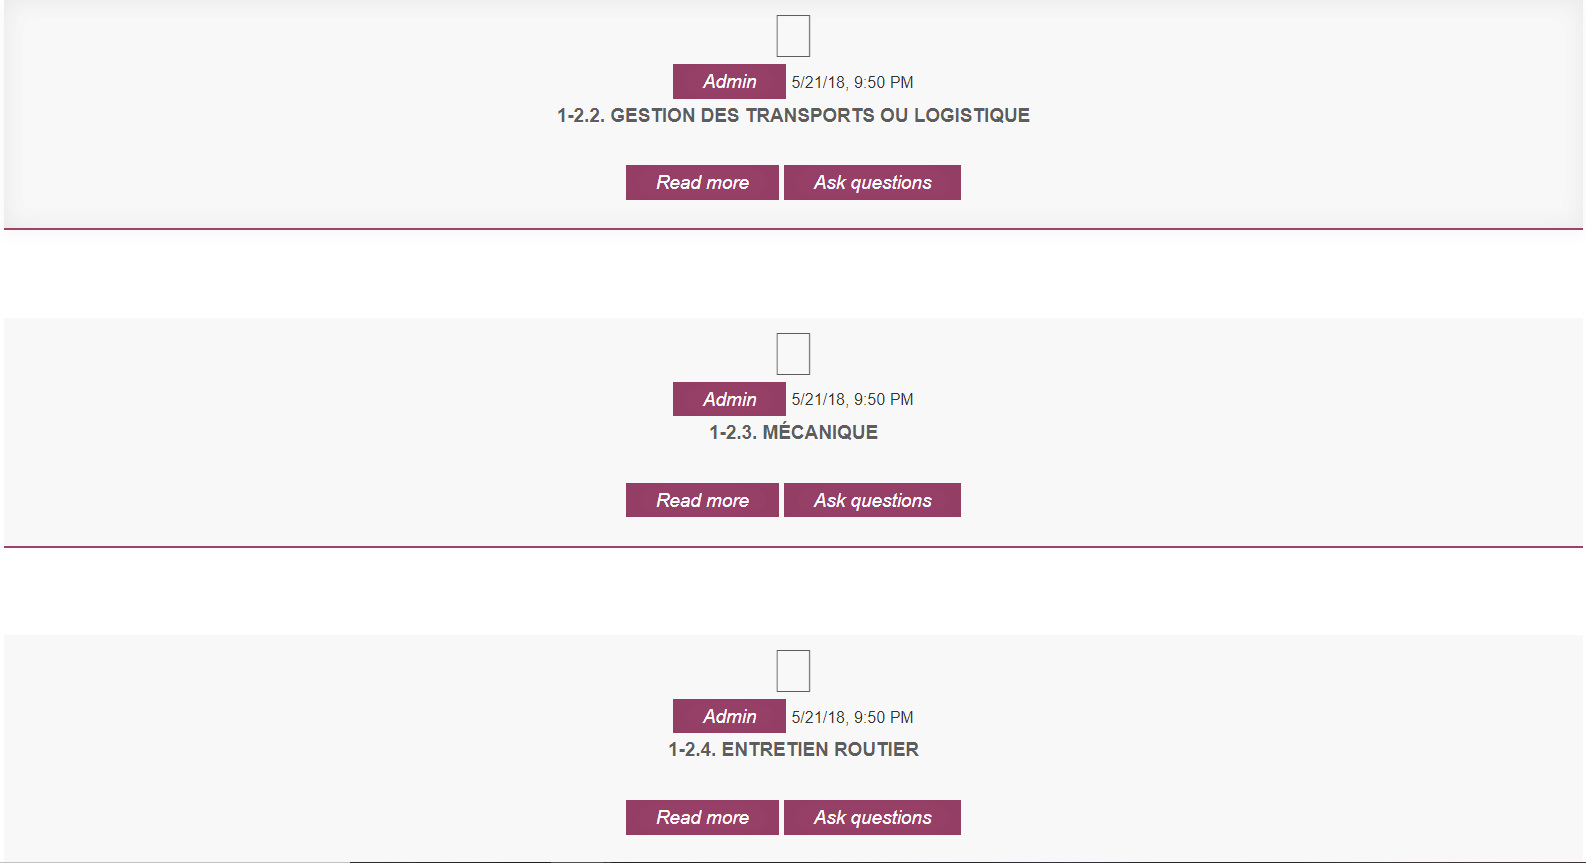 Admin 5/21/18, 9:50 PM
1-2.2. GESTION DES TRANSPORTS OU LOGISTIQUE
Read more Ask questions
Admin 5/21/18, 9:50 PM
1-2.3. MÉCANIQUE
Read more Ask questions
Admin 5/21/18, 9:50 PM
1-2.4. ENTRETIEN ROUTIER
Read more Ask questions